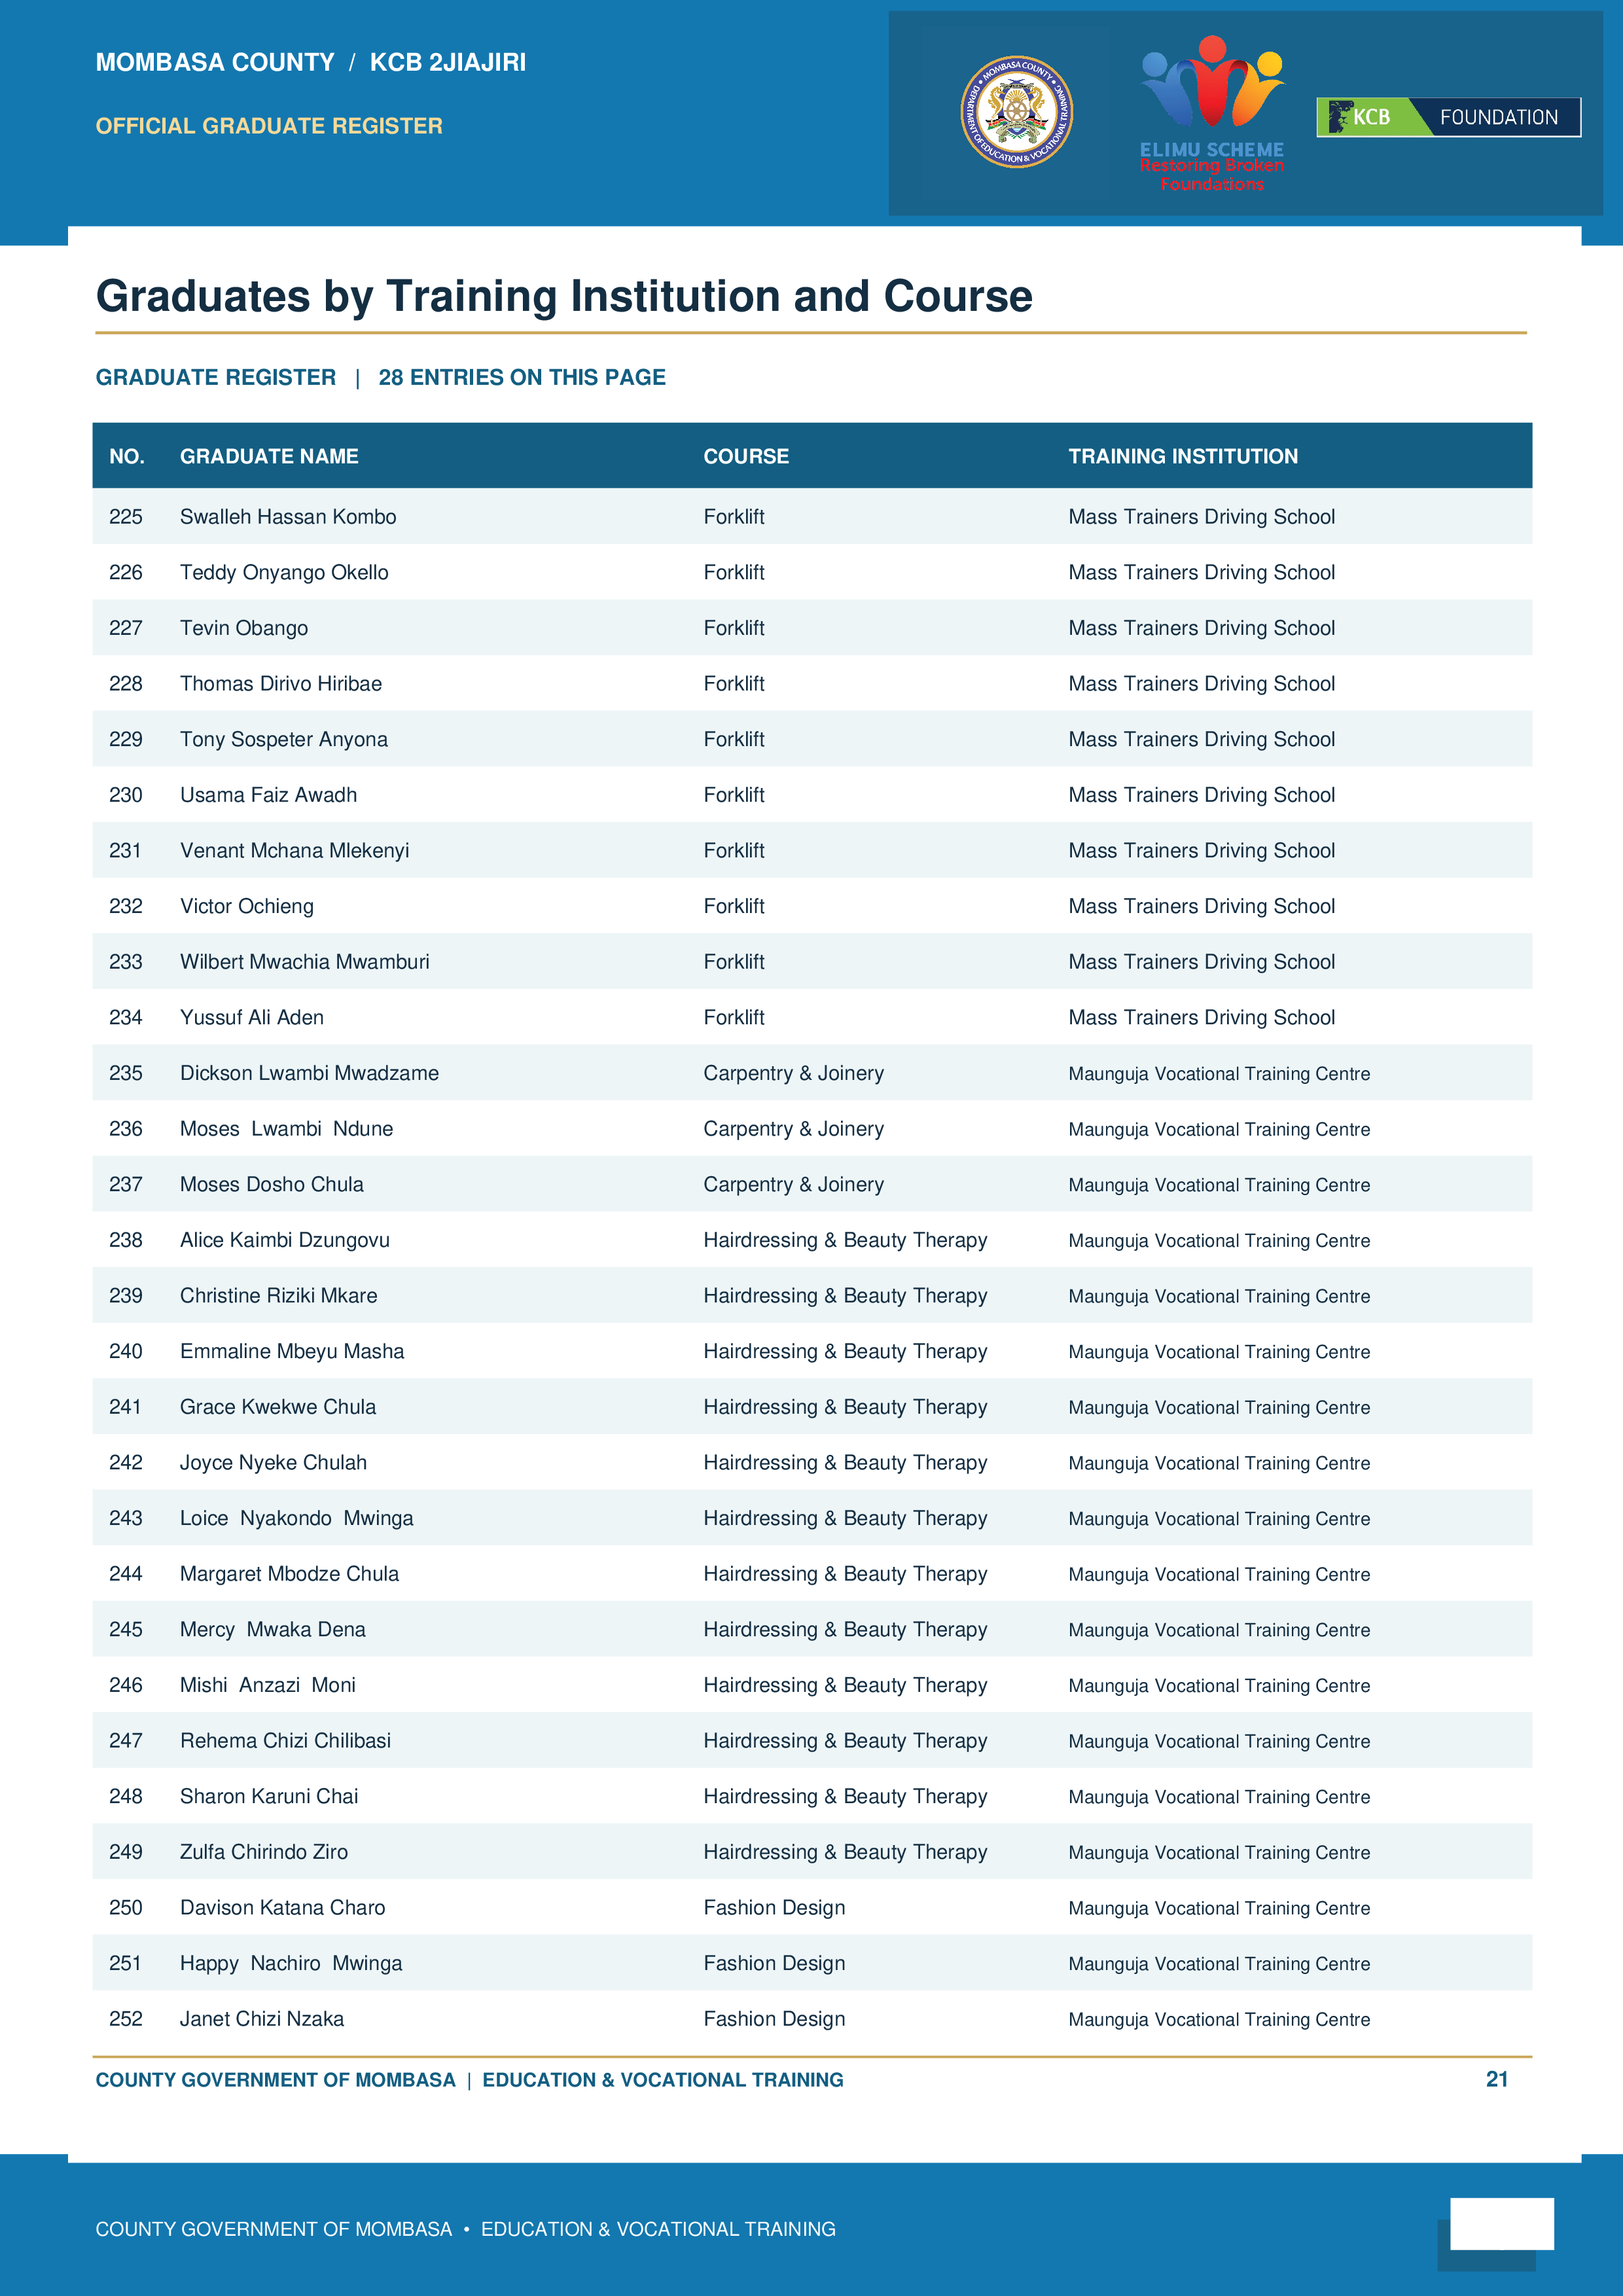 MOMBASA COUNTY / KCB 2JIAJIRI
OFFICIAL GRADUATE REGISTER
MOMBASA COUNTY
DEPARTMENT OF EDUCATION & VOCATIONAL TRAINING
ELIMU SCHEME
Restoring Broken
Foundations
KCB FOUNDATION
Graduates by Training Institution and Course
GRADUATE REGISTER | 28 ENTRIES ON THIS PAGE
NO. GRADUATE NAME COURSE TRAINING INSTITUTION
225 Swalleh Hassan Kombo Forklift Mass Trainers Driving School
226 Teddy Onyango Okello Forklift Mass Trainers Driving School
227 Tevin Obango Forklift Mass Trainers Driving School
228 Thomas Dirivo Hiribae Forklift Mass Trainers Driving School
229 Tony Sospeter Anyona Forklift Mass Trainers Driving School
230 Usama Faiz Awadh Forklift Mass Trainers Driving School
231 Venant Mchana Mlekenyi Forklift Mass Trainers Driving School
232 Victor Ochieng Forklift Mass Trainers Driving School
233 Wilbert Mwachia Mwamburi Forklift Mass Trainers Driving School
234 Yussuf Ali Aden Forklift Mass Trainers Driving School
235 Dickson Lwambi Mwadzame Carpentry & Joinery Maunguja Vocational Training Centre
236 Moses Lwambi Ndune Carpentry & Joinery Maunguja Vocational Training Centre
237 Moses Dosho Chula Carpentry & Joinery Maunguja Vocational Training Centre
238 Alice Kaimbi Dzungovu Hairdressing & Beauty Therapy Maunguja Vocational Training Centre
239 Christine Riziki Mkare Hairdressing & Beauty Therapy Maunguja Vocational Training Centre
240 Emmaline Mbeyu Masha Hairdressing & Beauty Therapy Maunguja Vocational Training Centre
241 Grace Kwekwe Chula Hairdressing & Beauty Therapy Maunguja Vocational Training Centre
242 Joyce Nyeke Chulah Hairdressing & Beauty Therapy Maunguja Vocational Training Centre
243 Loice Nyakondo Mwinga Hairdressing & Beauty Therapy Maunguja Vocational Training Centre
244 Margaret Mbodze Chula Hairdressing & Beauty Therapy Maunguja Vocational Training Centre
245 Mercy Mwaka Dena Hairdressing & Beauty Therapy Maunguja Vocational Training Centre
246 Mishi Anzazi Moni Hairdressing & Beauty Therapy Maunguja Vocational Training Centre
247 Rehema Chizi Chilibasi Hairdressing & Beauty Therapy Maunguja Vocational Training Centre
248 Sharon Karuni Chai Hairdressing & Beauty Therapy Maunguja Vocational Training Centre
249 Zulfa Chirindo Ziro Hairdressing & Beauty Therapy Maunguja Vocational Training Centre
250 Davison Katana Charo Fashion Design Maunguja Vocational Training Centre
251 Happy Nachiro Mwinga Fashion Design Maunguja Vocational Training Centre
252 Janet Chizi Nzaka Fashion Design Maunguja Vocational Training Centre
COUNTY GOVERNMENT OF MOMBASA | EDUCATION & VOCATIONAL TRAINING 21
COUNTY GOVERNMENT OF MOMBASA • EDUCATION & VOCATIONAL TRAINING